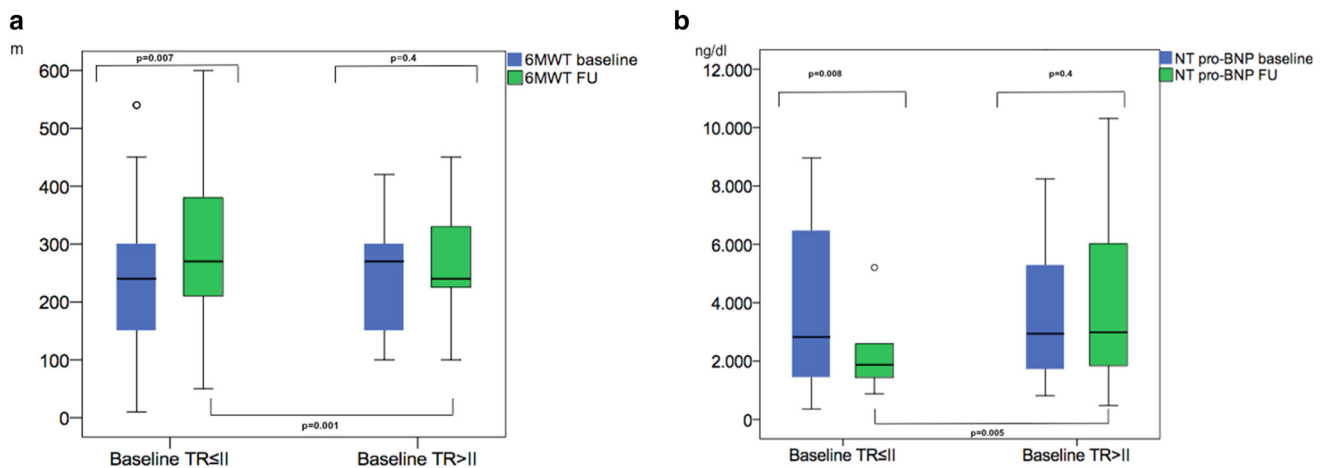 a
m
p=0.007
p=0.4
6MWT baseline
6MWT FU
600
500
400
300
200
100
0
p=0.001
Baseline TR≤II
Baseline TR>II
b
ng/dl
p=0.008
p=0.4
NT pro-BNP baseline
NT pro-BNP FU
12.000
10.000
8.000
6.000
4.000
2.000
0
p=0.005
Baseline TR≤II
Baseline TR>II